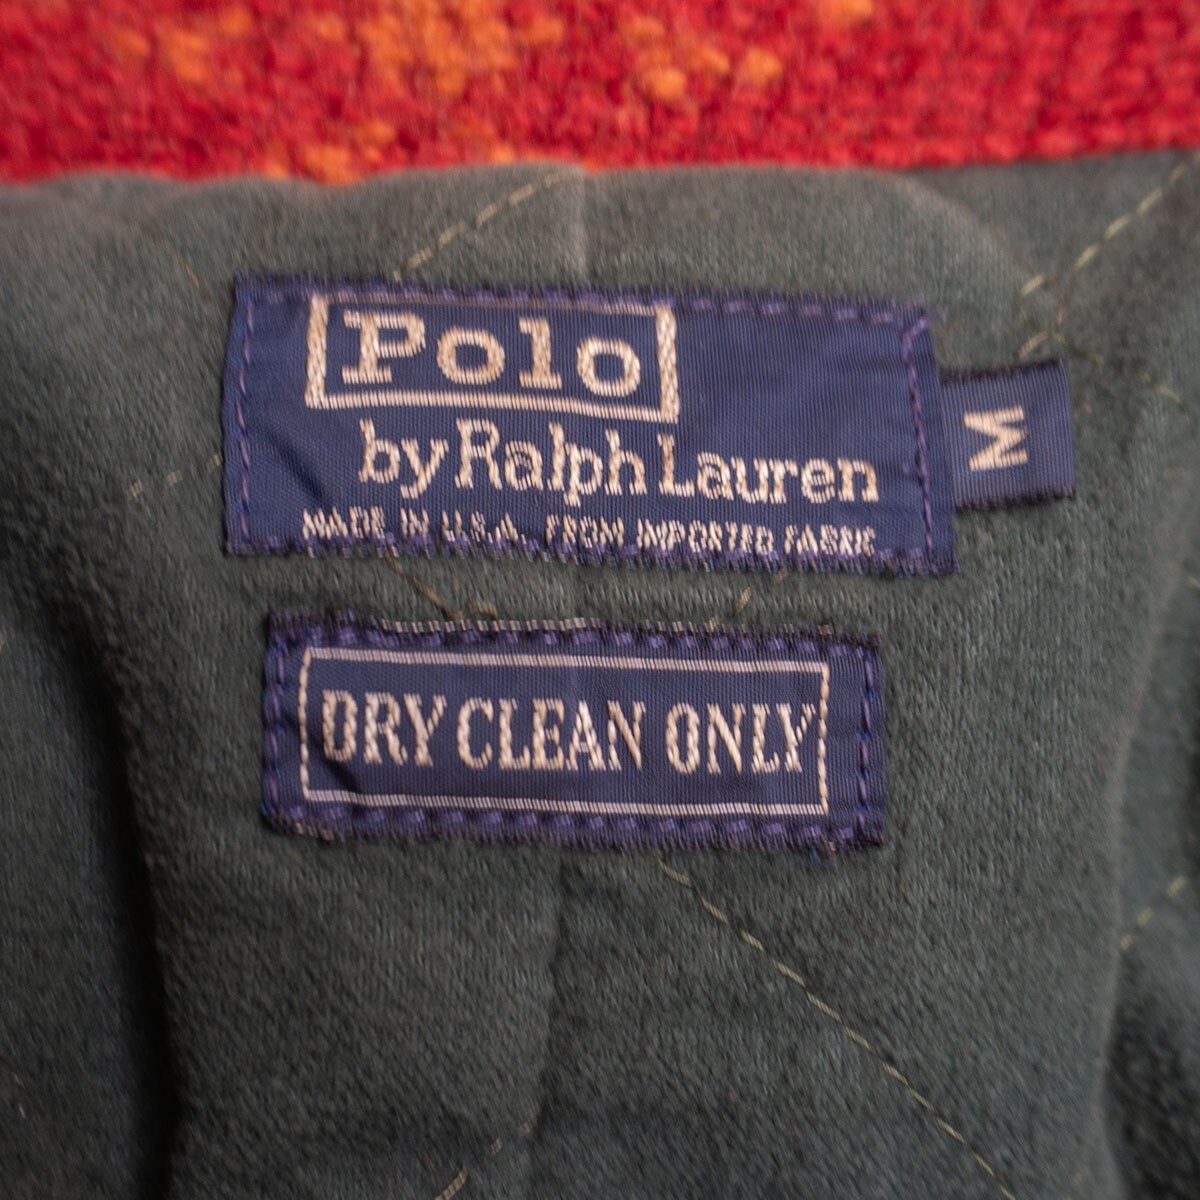 Polo
by Ralph Lauren
M
MADE IN U.S.A. FROM IMPORTED FABRIC
DRY CLEAN ONLY